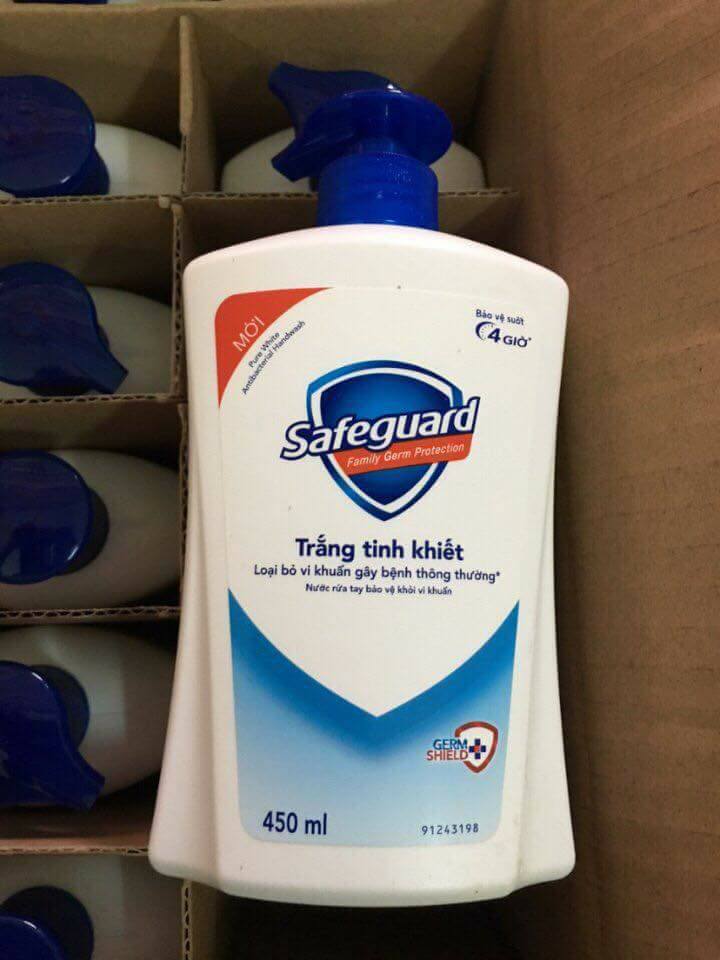 MỚI
Pure White
Antibacterial Handwash
Bảo vệ suốt
4 GIỜ*
Safeguard
Family Germ Protection
Trắng tinh khiết
Loại bỏ vi khuẩn gây bệnh thông thường*
Nước rửa tay bảo vệ khỏi vi khuẩn
GERM
SHIELD
450 ml
91243198